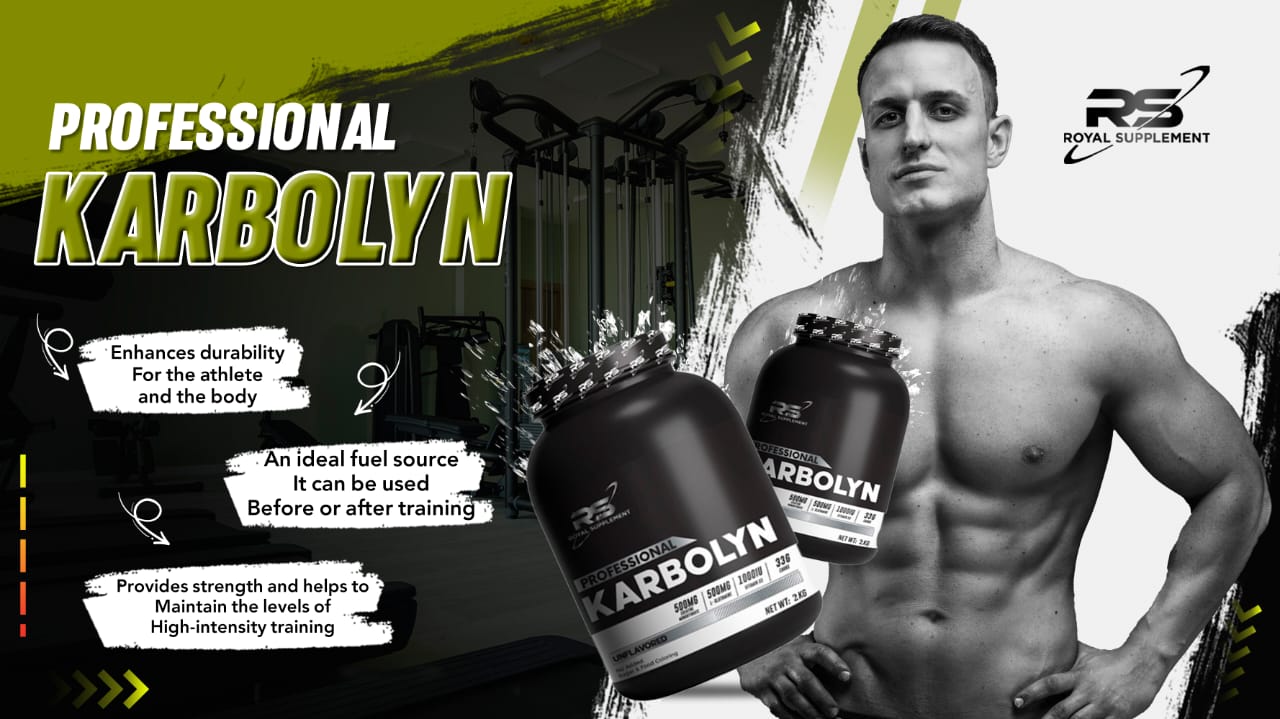 PROFESSIONAL
KARBOLYN
RS
ROYAL SUPPLEMENT
Enhances durability
For the athlete
and the body
An ideal fuel source
It can be used
Before or after training
Provides strength and helps to
Maintain the levels of
High-intensity training
RS
ROYAL SUPPLEMENT
PROFESSIONAL
KARBOLYN
500MG
500MG
1000IU
33G
NET WT: 2KG
UNFLAVORED
RS
ROYAL SUPPLEMENT
ROFESSIONAL
ARBOLYN
500MG
500MG
1000IU
33G
NET WT: 2KG